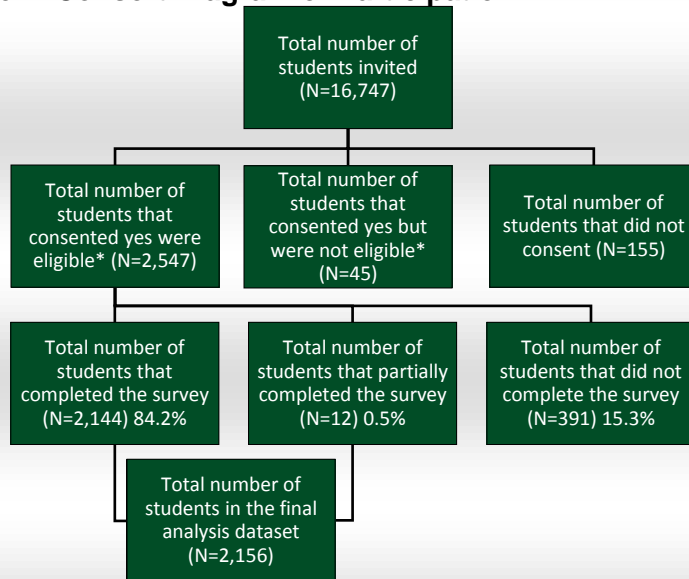 Total number of
students invited
(N=16,747)
Total number of
students that
consented yes were
eligible* (N=2,547)
Total number of
students that
consented yes but
were not eligible*
(N=45)
Total number of
students that did not
consent (N=155)
Total number of
students that
completed the survey
(N=2,144) 84.2%
Total number of
students that partially
completed the survey
(N=12) 0.5%
Total number of
students that did not
complete the survey
(N=391) 15.3%
Total number of
students in the final
analysis dataset
(N=2,156)